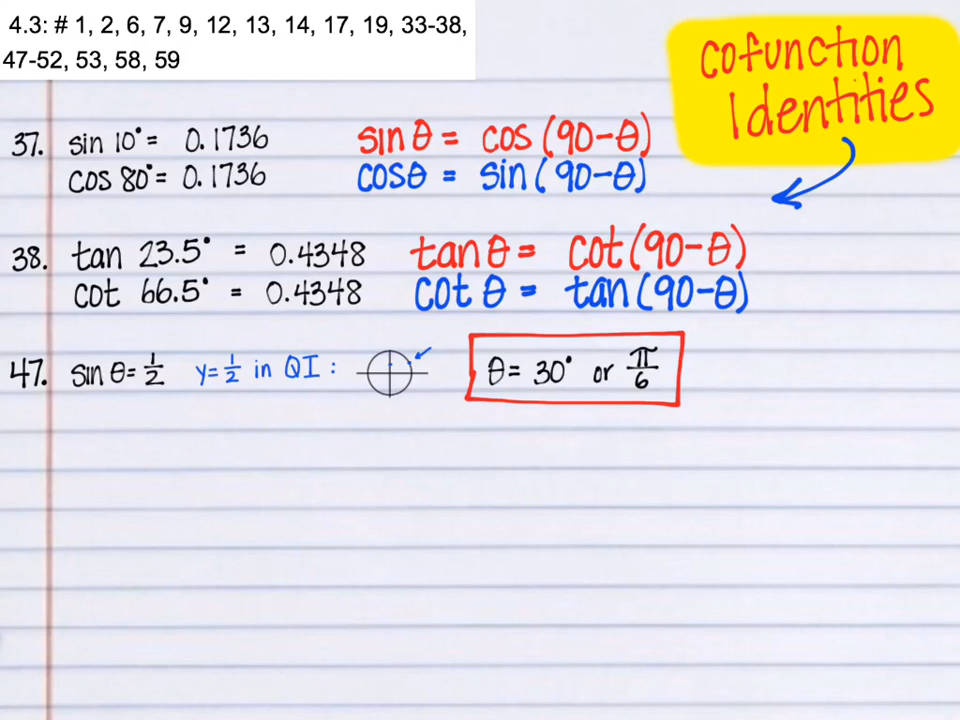 4.3: # 1, 2, 6, 7, 9, 12, 13, 14, 17, 19, 33-38,
47-52, 53, 58, 59
cofunction
Identities
37. sin 10° = 0.1736 sin θ = cos (90-θ)
cos 80° = 0.1736 cos θ = sin (90-θ)
38. tan 23.5° = 0.4348 tan θ = cot (90-θ)
cot 66.5° = 0.4348 cot θ = tan (90-θ)
47. sin θ = 1/2 y = 1/2 in QI : θ = 30° or π/6